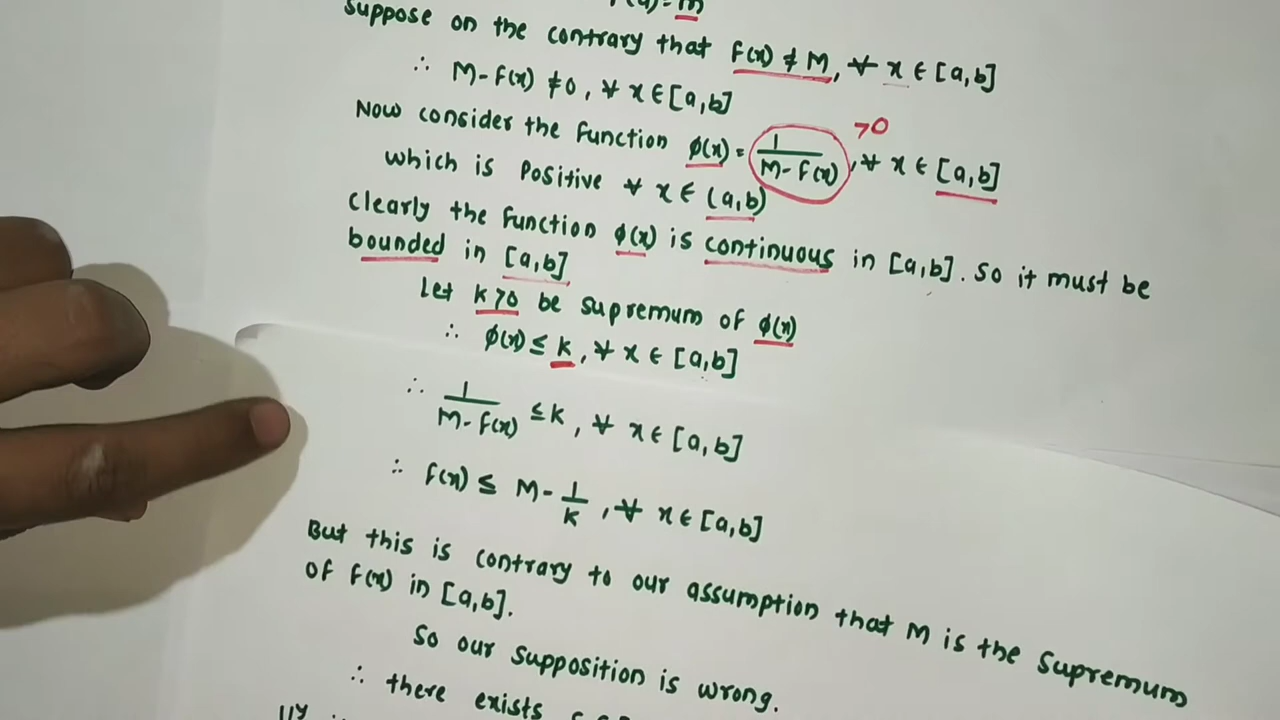 suppose on the contrary that f(x) ≠ M, ∀ x ∈ [a,b]
∴ M-f(x) ≠ 0, ∀ x ∈ [a,b]
Now consider the function ϕ(x) = 1/(M-f(x)), ∀ x ∈ [a,b]
>0
which is Positive ∀ x ∈ (a,b)
Clearly the function ϕ(x) is continuous in [a,b]. So it must be
bounded in [a,b]
Let k>0 be supremum of ϕ(x)
∴ ϕ(x) ≤ k, ∀ x ∈ [a,b]
∴ 1/(M-f(x)) ≤ k, ∀ x ∈ [a,b]
∴ f(x) ≤ M - 1/k, ∀ x ∈ [a,b]
But this is contrary to our assumption that M is the Supremum
of f(x) in [a,b].
So our supposition is wrong.
∴ there exists